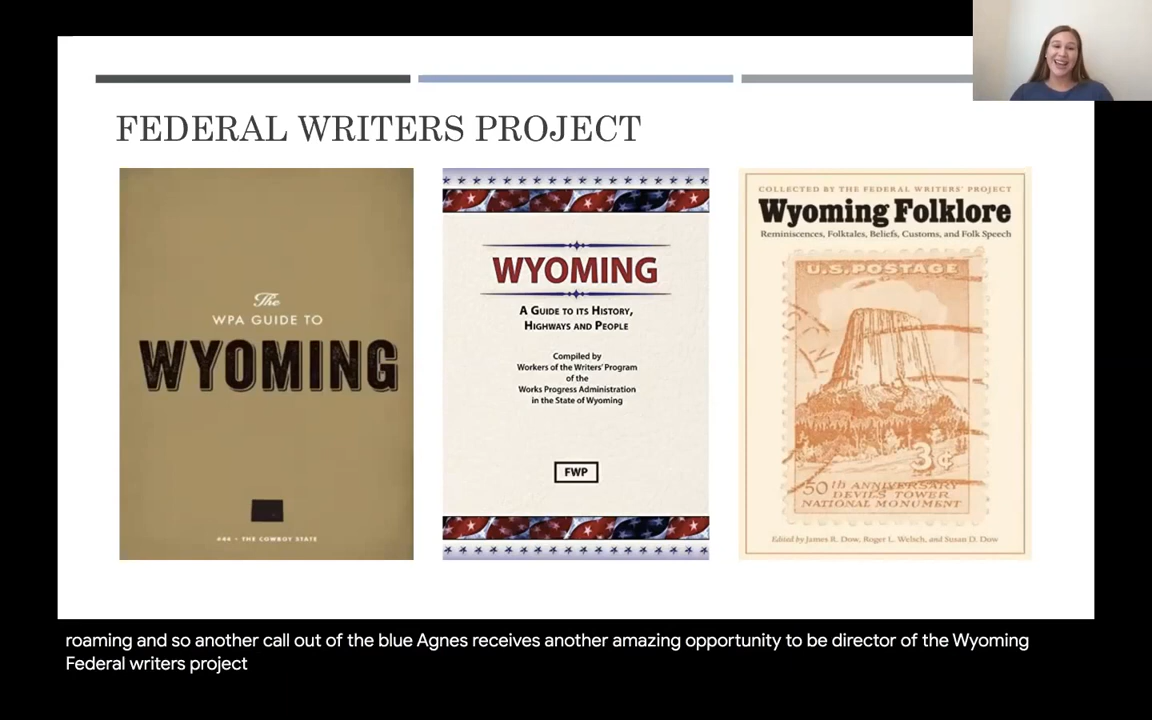 FEDERAL WRITERS PROJECT
The
WPA GUIDE TO
WYOMING
#44 • THE COWBOY STATE
WYOMING
A GUIDE TO ITS HISTORY,
HIGHWAYS AND PEOPLE
Compiled by
Workers of the Writers' Program
of the
Works Progress Administration
in the State of Wyoming
FWP
COLLECTED BY THE FEDERAL WRITERS' PROJECT
Wyoming Folklore
Reminiscences, Folktales, Beliefs, Customs, and Folk Speech
U.S. POSTAGE
3¢
50th ANNIVERSARY
DEVILS TOWER
NATIONAL MONUMENT
Edited by James R. Dow, Roger L. Welsch, and Susan D. Dow
roaming and so another call out of the blue Agnes receives another amazing opportunity to be director of the Wyoming
Federal writers project